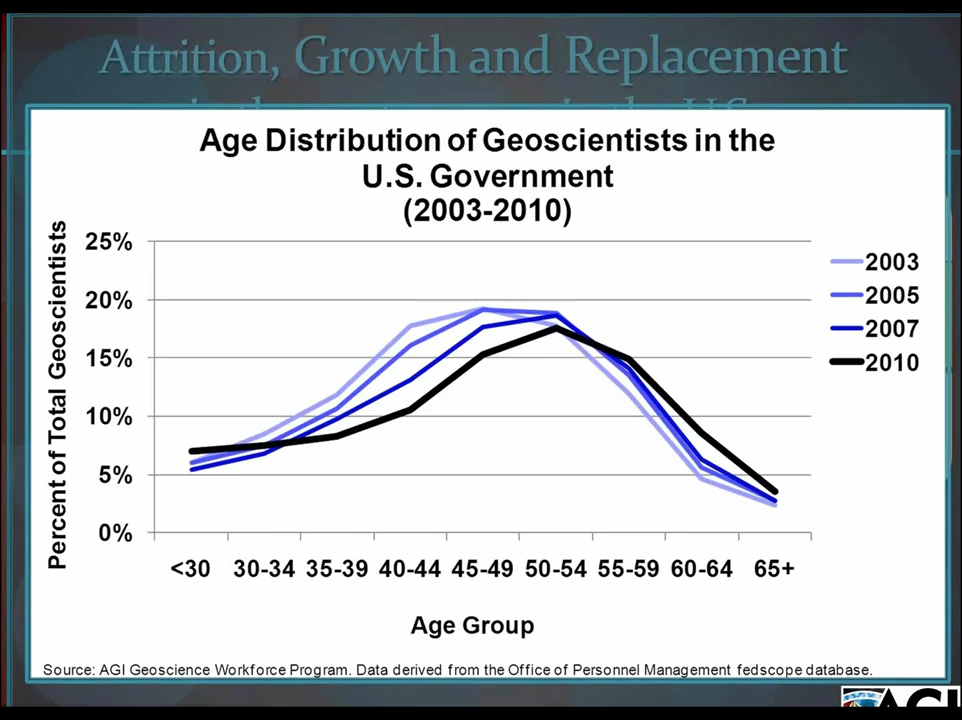 Attrition, Growth and Replacement
Age Distribution of Geoscientists in the
U.S. Government
(2003-2010)
Percent of Total Geoscientists
25%
20%
15%
10%
5%
0%
<30 30-34 35-39 40-44 45-49 50-54 55-59 60-64 65+
Age Group
2003
2005
2007
2010
Source: AGI Geoscience Workforce Program. Data derived from the Office of Personnel Management fedscope database.
AGI